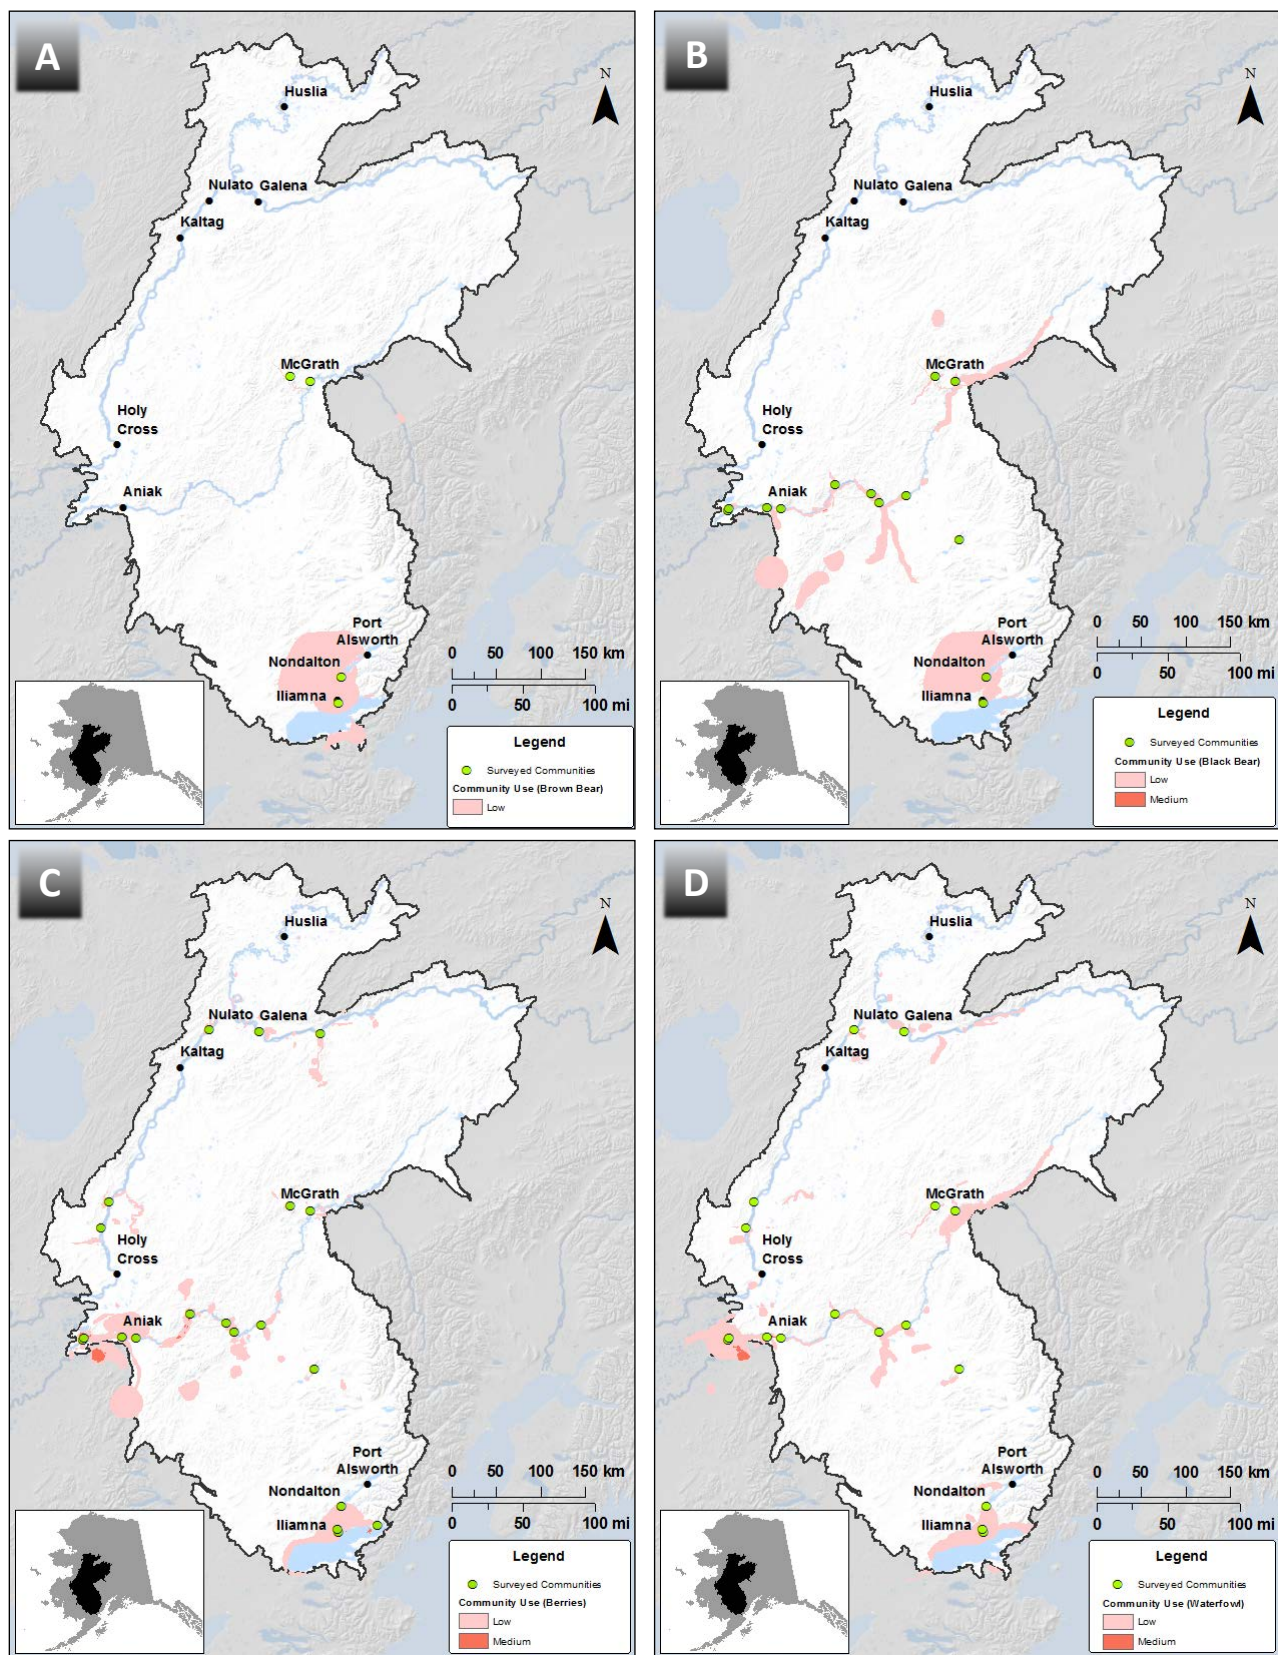 A
N
Huslia
Nulato
Galena
Kaltag
McGrath
Holy
Cross
Aniak
Port
Alsworth
Nondalton
Iliamna
0 50 100 150 km
0 50 100 mi
Legend
Surveyed Communities
Community Use (Brown Bear)
Low
B
N
Huslia
Nulato
Galena
Kaltag
McGrath
Holy
Cross
Aniak
Port
Alsworth
Nondalton
Iliamna
0 50 100 150 km
0 50 100 mi
Legend
Surveyed Communities
Community Use (Black Bear)
Low
Medium
C
N
Huslia
Nulato
Galena
Kaltag
McGrath
Holy
Cross
Aniak
Port
Alsworth
Nondalton
Iliamna
0 50 100 150 km
0 50 100 mi
Legend
Surveyed Communities
Community Use (Berries)
Low
Medium
D
N
Huslia
Nulato
Galena
Kaltag
McGrath
Holy
Cross
Aniak
Port
Alsworth
Nondalton
Iliamna
0 50 100 150 km
0 50 100 mi
Legend
Surveyed Communities
Community Use (Waterfowl)
Low
Medium